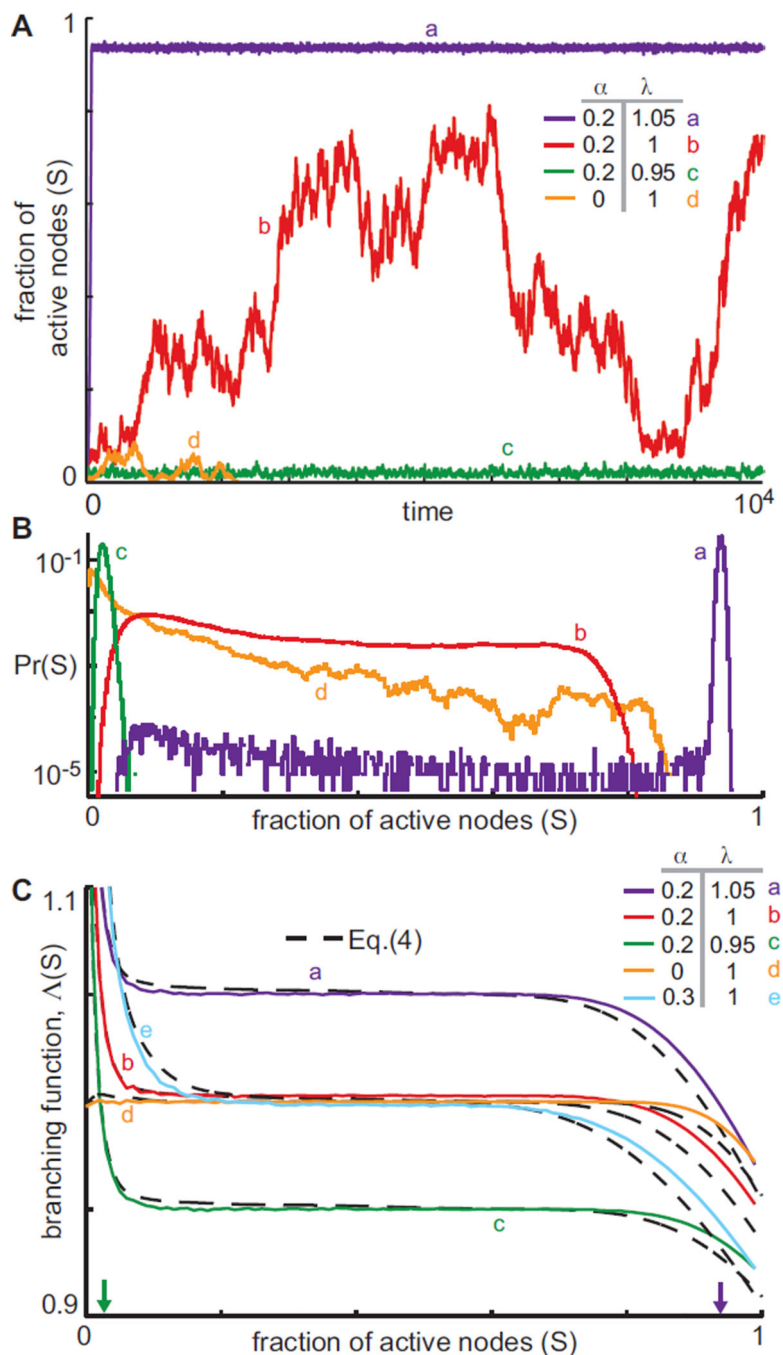 A
1
a
α λ
0.2 1.05 a
0.2 1 b
0.2 0.95 c
0 1 d
fraction of
active nodes (S)
b
d
c
0
0
time
10⁴
B
10⁻¹
c
a
b
Pr(S)
d
10⁻⁵
0
fraction of active nodes (S)
1
α λ
0.2 1.05 a
0.2 1 b
0.2 0.95 c
0 1 d
0.3 1 e
C
1.1
Eq.(4)
a
e
b
d
branching function, Λ(S)
c
0.9
0
fraction of active nodes (S)
1